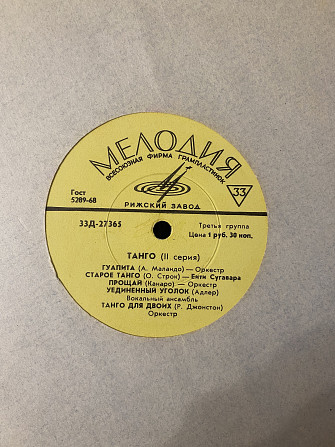 МЕЛОДИЯ
ВСЕСОЮЗНАЯ ФИРМА ГРАМПЛАСТИНОК
33
РИЖСКИЙ ЗАВОД
Гост
5289-68
33Д-27365
Третья группа
Цена 1 руб. 30 коп.
ТАНГО (II серия)
ГУАПИТА (А. Маландо) — Оркестр
СТАРОЕ ТАНГО (О. Строк) — Ёити Сугавара
ПРОЩАЙ (Канаро) — Оркестр
УЕДИНЕННЫЙ УГОЛОК (Адлер)
Вокальный ансамбль
ТАНГО ДЛЯ ДВОИХ (Р. Джонстон)
Оркестр